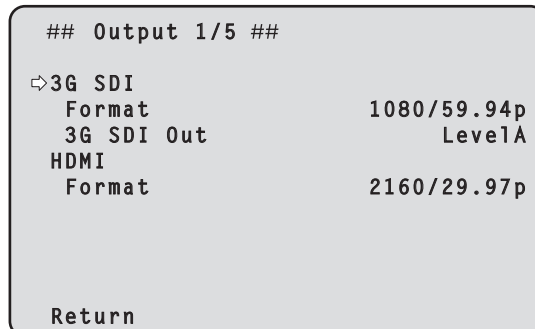 ## Output 1/5 ##
⇨3G SDI
Format 1080/59.94p
3G SDI Out LevelA
HDMI
Format 2160/29.97p
Return